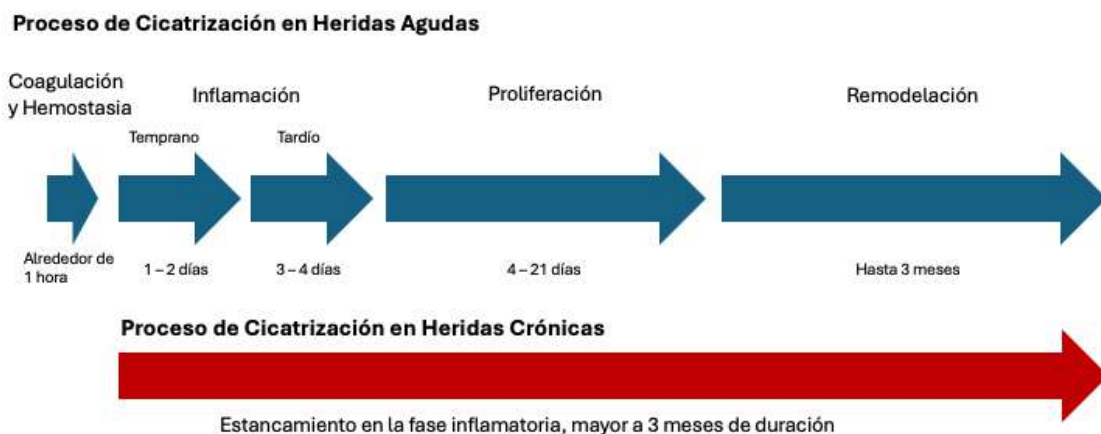 Proceso de Cicatrización en Heridas Agudas
Coagulación
y Hemostasia
Inflamación
Proliferación
Remodelación
Temprano
Tardío
Alrededor de
1 hora
1 – 2 días
3 – 4 días
4 – 21 días
Hasta 3 meses
Proceso de Cicatrización en Heridas Crónicas
Estancamiento en la fase inflamatoria, mayor a 3 meses de duración